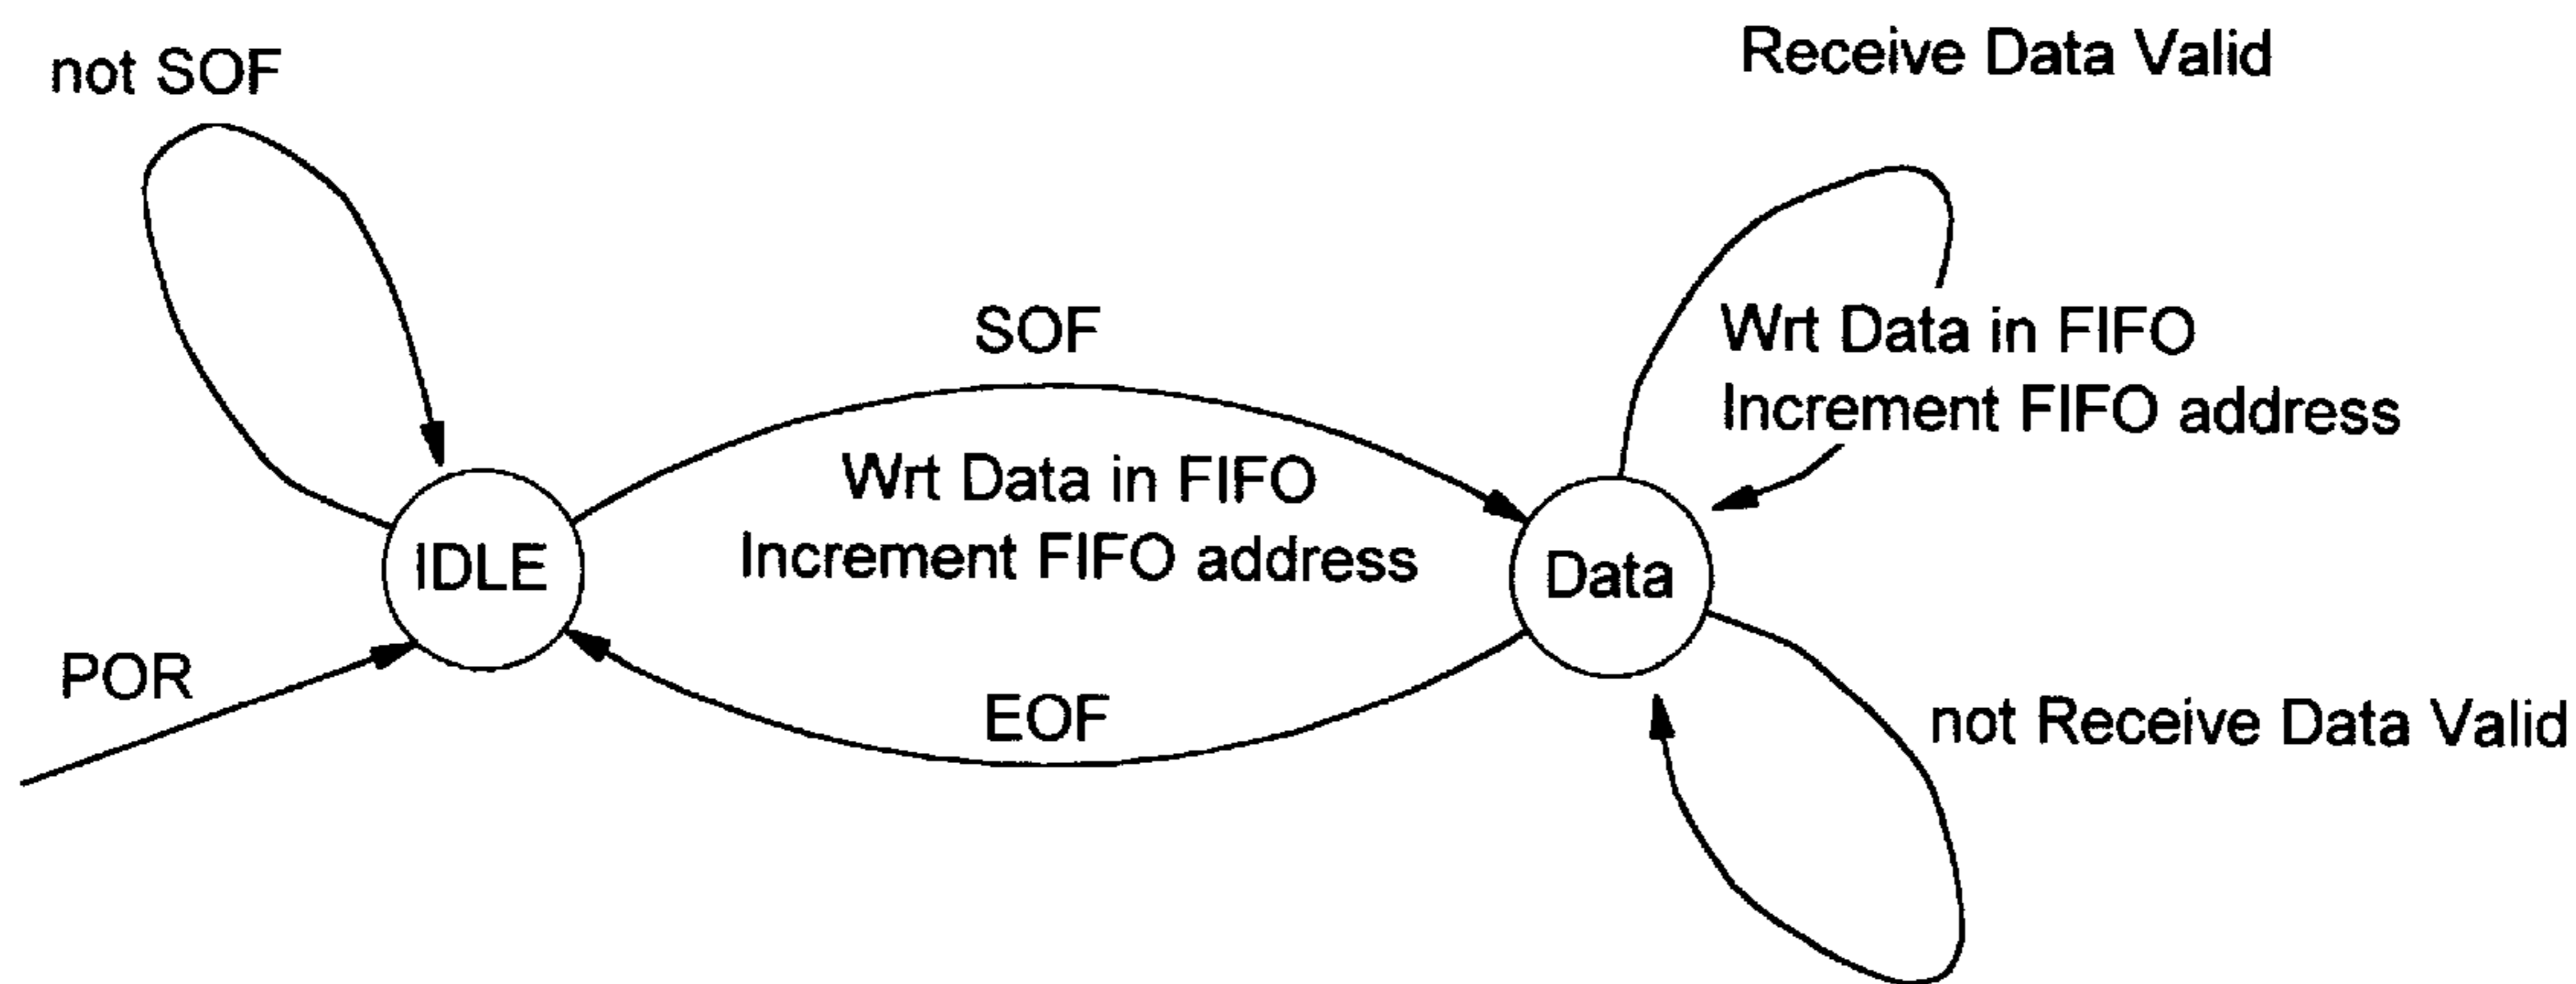 not SOF
Receive Data Valid
SOF
Wrt Data in FIFO
Increment FIFO address
Wrt Data in FIFO
Increment FIFO address
IDLE
Data
POR
EOF
not Receive Data Valid